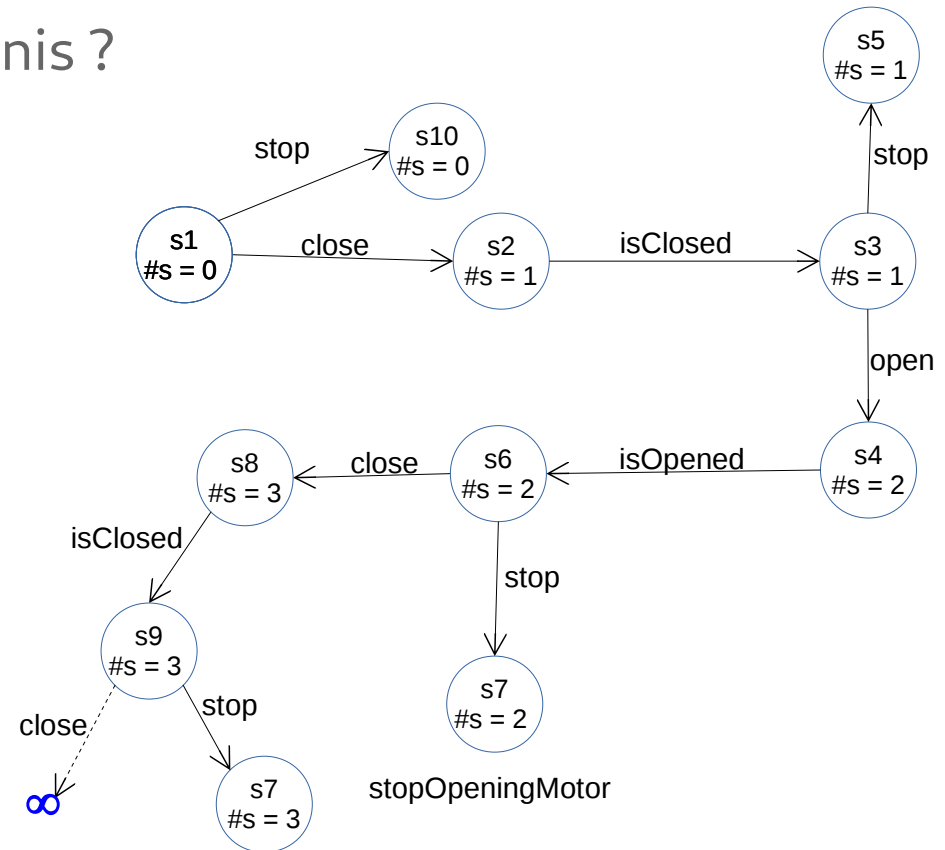 nis ?
s5
#s = 1
stop
s10
#s = 0
stop
s1
#s = 0
close
s2
#s = 1
isClosed
s3
#s = 1
open
s8
#s = 3
close
s6
#s = 2
isOpened
s4
#s = 2
isClosed
stop
s9
#s = 3
close
stop
s7
#s = 2
∞
s7
#s = 3
stopOpeningMotor